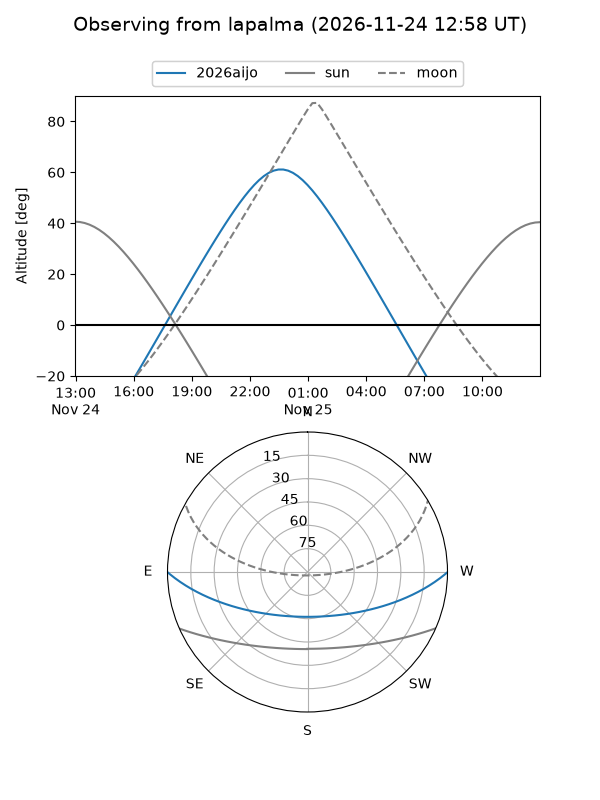 Observing from lapalma (2026-11-24 12:58 UT)
2026aijo sun moon
80
60
40
20
0
−20
Altitude [deg]
13:00 16:00 19:00 22:00 01:00 04:00 07:00 10:00
Nov 24 Nov 25
N
NE NW
15
30
45
60
75
E W
SE SW
S